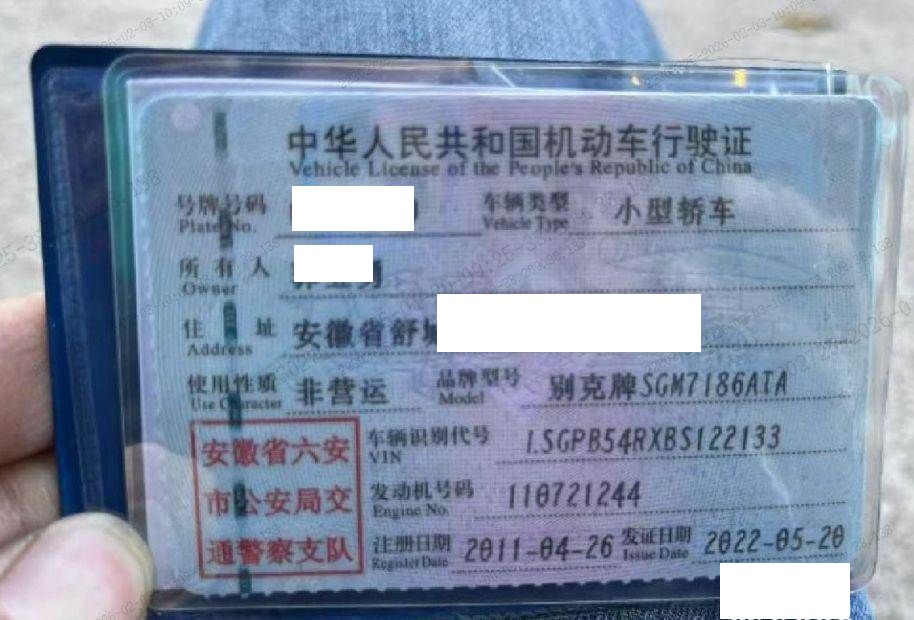 中华人民共和国机动车行驶证
Vehicle License of the People's Republic of China
号牌号码 车辆类型 小型轿车
Plate No. Vehicle Type
所有人
Owner
住址 安徽省舒
Address
使用性质 非营运 品牌型号 别克牌SGM7186ATA
Use Character Model
安徽省六安 车辆识别代号 LSGPB54RXBS122133
VIN
市公安局交 发动机号码 110721244
Engine No.
通警察支队 注册日期 2011-04-26 发证日期 2022-05-20
Register Date Issue Date